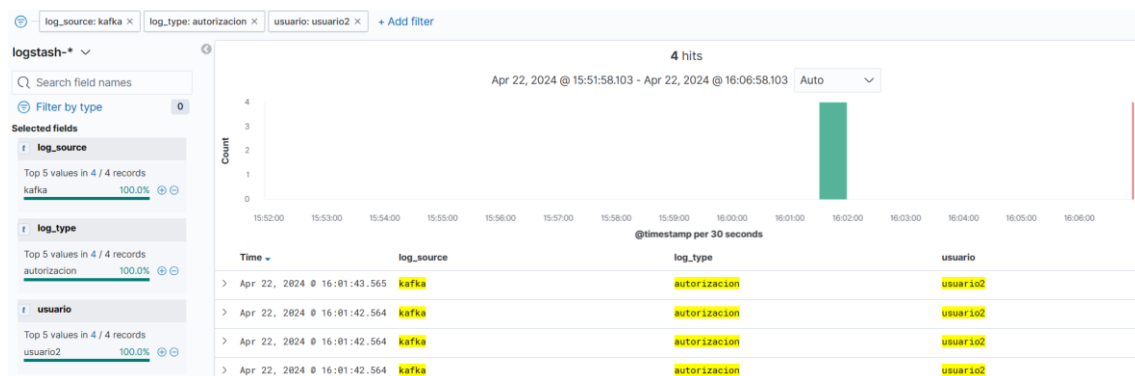 log_source: kafka × log_type: autorizacion × usuario: usuario2 × + Add filter
logstash-*
Search field names
Filter by type 0
Selected fields
t log_source
Top 5 values in 4 / 4 records
kafka 100.0%
t log_type
Top 5 values in 4 / 4 records
autorizacion 100.0%
t usuario
Top 5 values in 4 / 4 records
usuario2 100.0%
4 hits
Apr 22, 2024 @ 15:51:58.103 - Apr 22, 2024 @ 16:06:58.103 Auto
Count
4
3
2
1
0
15:52:00 15:53:00 15:54:00 15:55:00 15:56:00 15:57:00 15:58:00 15:59:00 16:00:00 16:01:00 16:02:00 16:03:00 16:04:00 16:05:00 16:06:00
@timestamp per 30 seconds
Time log_source log_type usuario
> Apr 22, 2024 @ 16:01:43.565 kafka autorizacion usuario2
> Apr 22, 2024 @ 16:01:42.564 kafka autorizacion usuario2
> Apr 22, 2024 @ 16:01:42.564 kafka autorizacion usuario2
> Apr 22, 2024 @ 16:01:42.564 kafka autorizacion usuario2